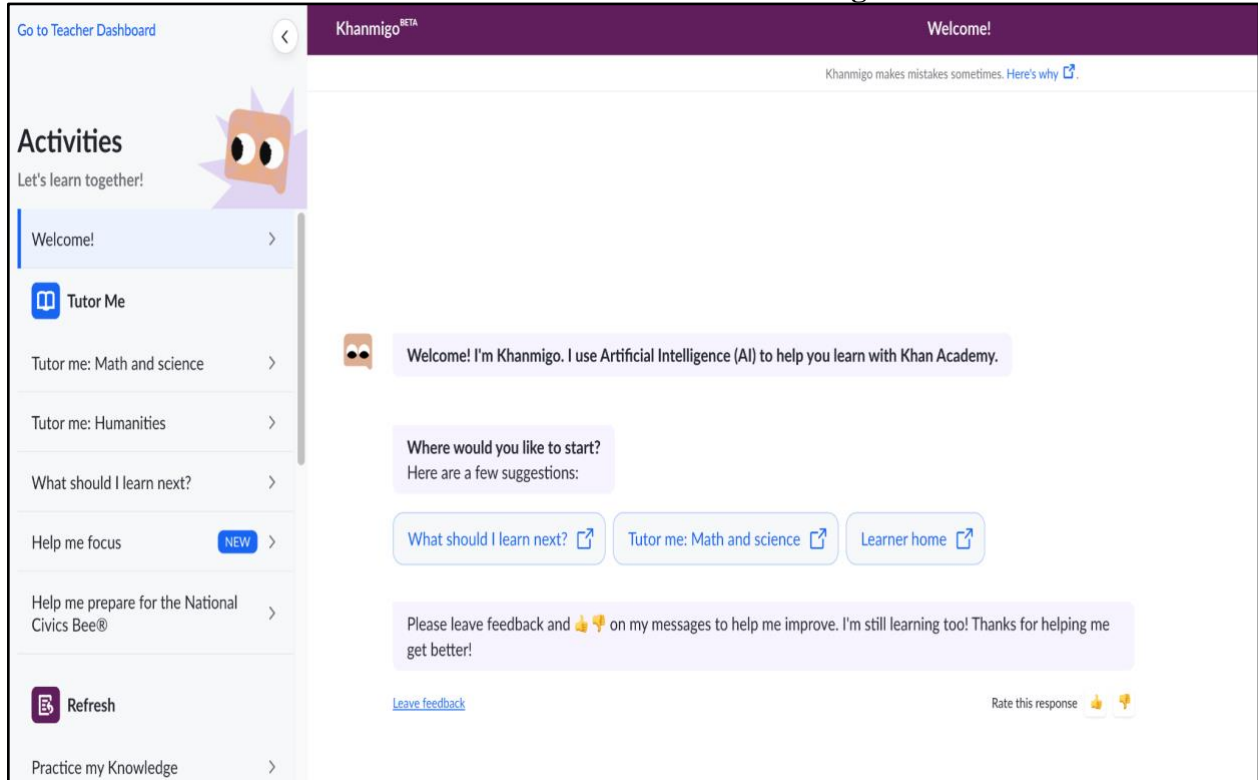 Go to Teacher Dashboard
Activities
Let's learn together!
Welcome!
Tutor Me
Tutor me: Math and science
Tutor me: Humanities
What should I learn next?
Help me focus NEW
Help me prepare for the National
Civics Bee®
Refresh
Practice my Knowledge
Khanmigo BETA
Welcome!
Khanmigo makes mistakes sometimes. Here's why.
Welcome! I'm Khanmigo. I use Artificial Intelligence (AI) to help you learn with Khan Academy.
Where would you like to start?
Here are a few suggestions:
What should I learn next? Tutor me: Math and science Learner home
Please leave feedback and 👍👎 on my messages to help me improve. I'm still learning too! Thanks for helping me
get better!
Leave feedback Rate this response 👍 👎